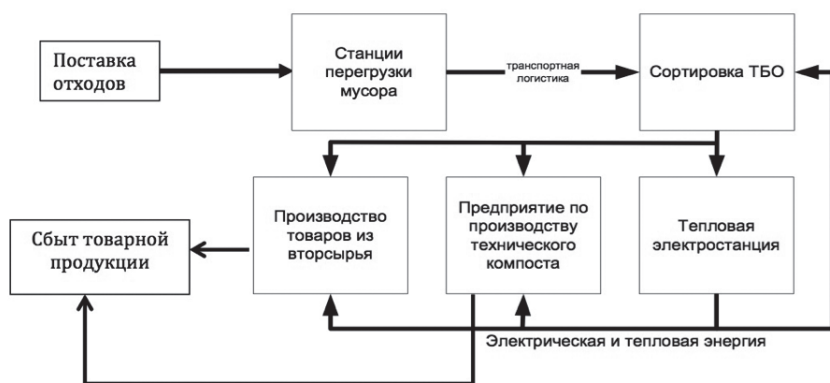 Поставка
отходов
Станции
перегрузки
мусора
транспортная
логистика
Сортировка ТБО
Сбыт товарной
продукции
Производство
товаров из
вторсырья
Предприятие по
производству
технического
компоста
Тепловая
электростанция
Электрическая и тепловая энергия